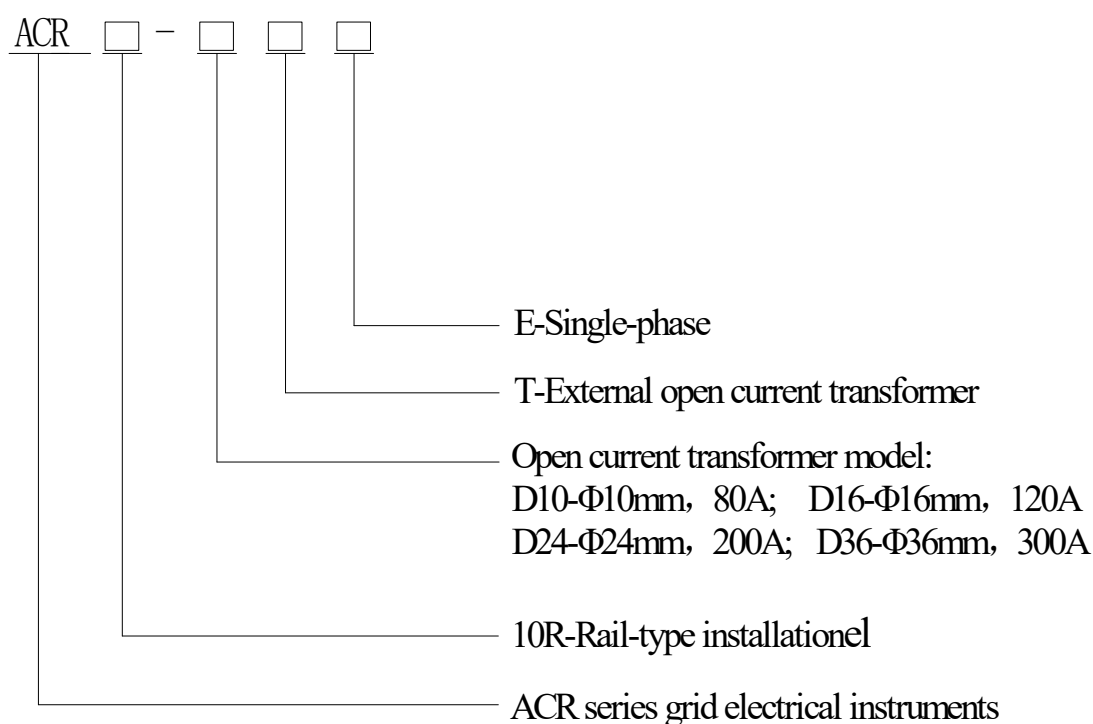 ACR □ - □ □ □
E-Single-phase
T-External open current transformer
Open current transformer model:
D10-Φ10mm，80A; D16-Φ16mm，120A
D24-Φ24mm，200A; D36-Φ36mm，300A
10R-Rail-type installationel
ACR series grid electrical instruments